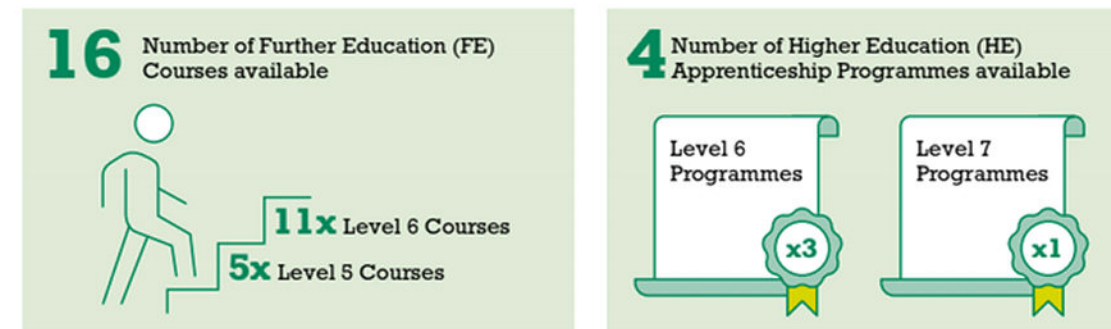 16 Number of Further Education (FE)
Courses available
11x Level 6 Courses
5x Level 5 Courses
4 Number of Higher Education (HE)
Apprenticeship Programmes available
Level 6
Programmes
x3
Level 7
Programmes
x1